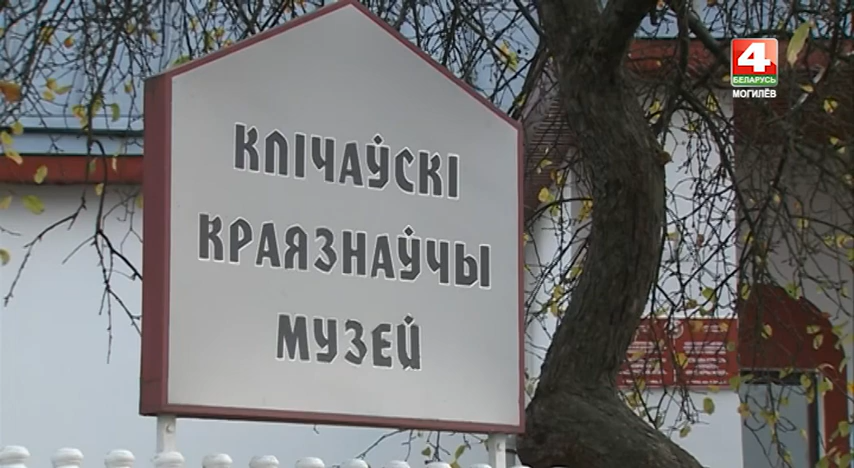 КЛІЧАЎСКІ
КРАЯЗНАЎЧЫ
МУЗЕЙ
4
БЕЛАРУСЬ
МОГИЛЁВ